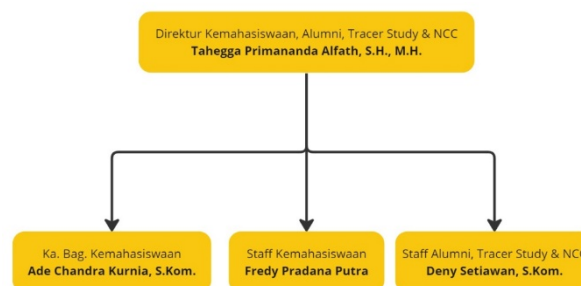 Direktur Kemahasiswaan, Alumni, Tracer Study & NCC
Tahegga Primananda Alfath, S.H., M.H.
Ka. Bag. Kemahasiswaan
Ade Chandra Kurnia, S.Kom.
Staff Kemahasiswaan
Fredy Pradana Putra
Staff Alumni, Tracer Study & NCC
Deny Setiawan, S.Kom.